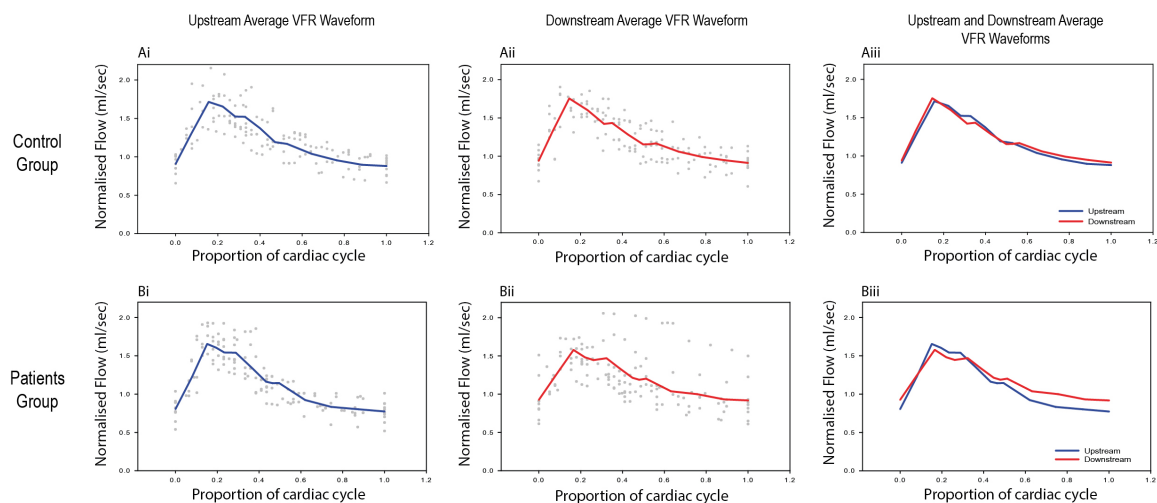 Upstream Average VFR Waveform
Downstream Average VFR Waveform
Upstream and Downstream Average
VFR Waveforms
Control
Group
Ai
Normalised Flow (ml/sec)
2.0
1.5
1.0
0.5
0.0
0.0 0.2 0.4 0.6 0.8 1.0 1.2
Proportion of cardiac cycle
Aii
Normalised Flow (ml/sec)
2.0
1.5
1.0
0.5
0.0
0.0 0.2 0.4 0.6 0.8 1.0 1.2
Proportion of cardiac cycle
Aiii
Normalised Flow (ml/sec)
2.0
1.5
1.0
0.5
0.0
Upstream
Downstream
0.0 0.2 0.4 0.6 0.8 1.0 1.2
Proportion of cardiac cycle
Patients
Group
Bi
Normalised Flow (ml/sec)
2.0
1.5
1.0
0.5
0.0
0.0 0.2 0.4 0.6 0.8 1.0 1.2
Proportion of cardiac cycle
Bii
Normalised Flow (ml/sec)
2.0
1.5
1.0
0.5
0.0
0.0 0.2 0.4 0.6 0.8 1.0 1.2
Proportion of cardiac cycle
Biii
Normalised Flow (ml/sec)
2.0
1.5
1.0
0.5
0.0
Upstream
Downstream
0.0 0.2 0.4 0.6 0.8 1.0 1.2
Proportion of cardiac cycle